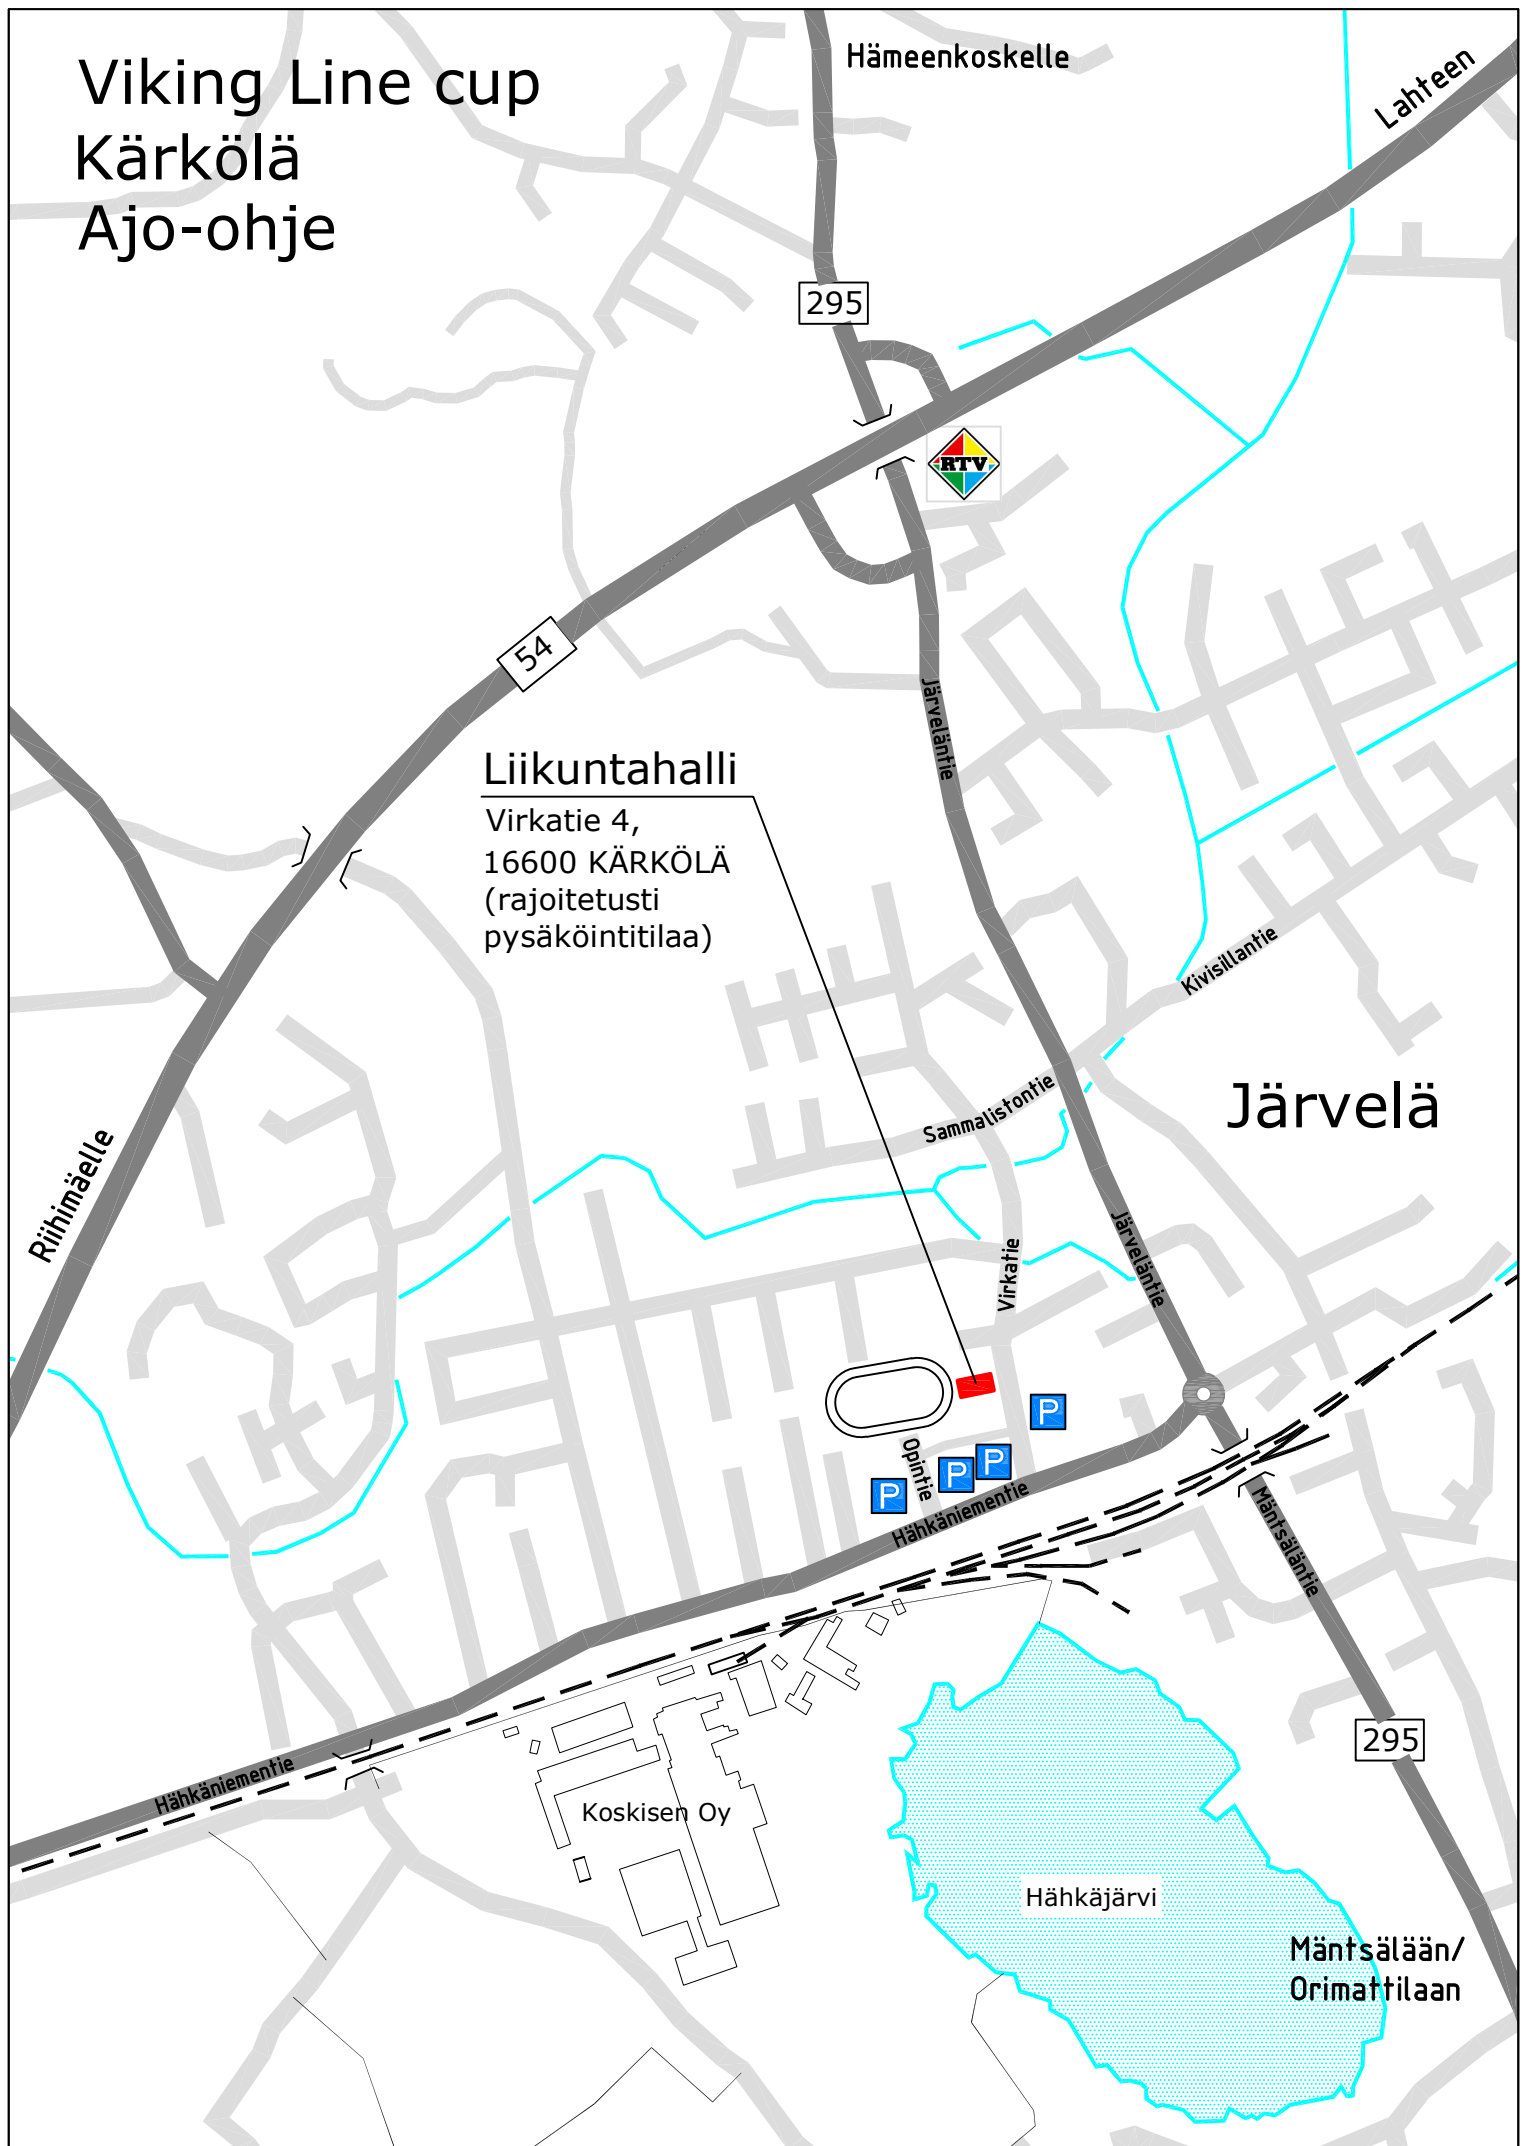 Viking Line cup
Kärkölä
Ajo-ohje
Hämeenkoskelle
Lahteen
295
RTV
54
Järveläntie
Liikuntahalli
Virkatie 4,
16600 KÄRKÖLÄ
(rajoitetusti
pysäköintitilaa)
Kivisillantie
Sammalistontie
Järvelä
Riihimäelle
Virkatie
Järveläntie
P
P
P
P
Opintie
Hähkäniementie
Mäntsäläntie
295
Hähkäniementie
Koskisen Oy
Hähkäjärvi
Mäntsälään/
Orimattilaan